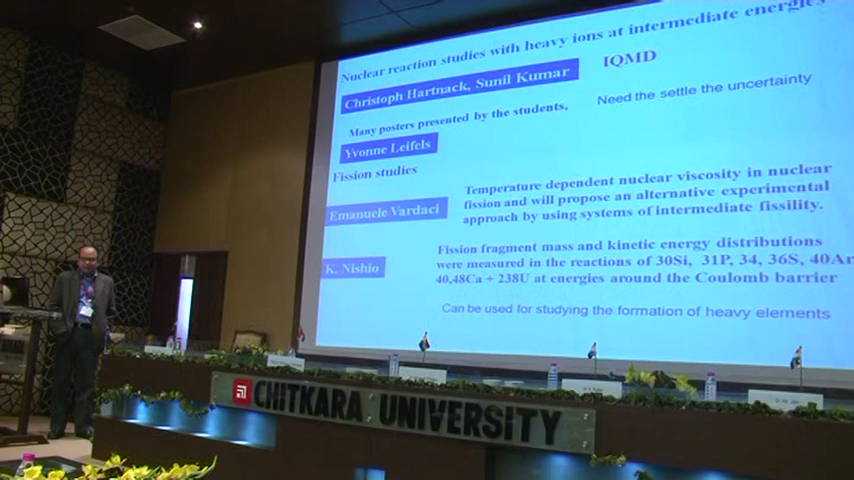 Nuclear reaction studies with heavy ions at intermediate energies
Christoph Hartnack, Sunil Kumar
IQMD
Many posters presented by the students,
Need the settle the uncertainty
Yvonne Leifels
Fission studies
Emanuele Vardaci
Temperature dependent nuclear viscosity in nuclear
fission and will propose an alternative experimental
approach by using systems of intermediate fissility.
K. Nishio
Fission fragment mass and kinetic energy distributions
were measured in the reactions of 30Si, 31P, 34, 36S, 40Ar
40,48Ca + 238U at energies around the Coulomb barrier
Can be used for studying the formation of heavy elements
CHITKARA UNIVERSITY